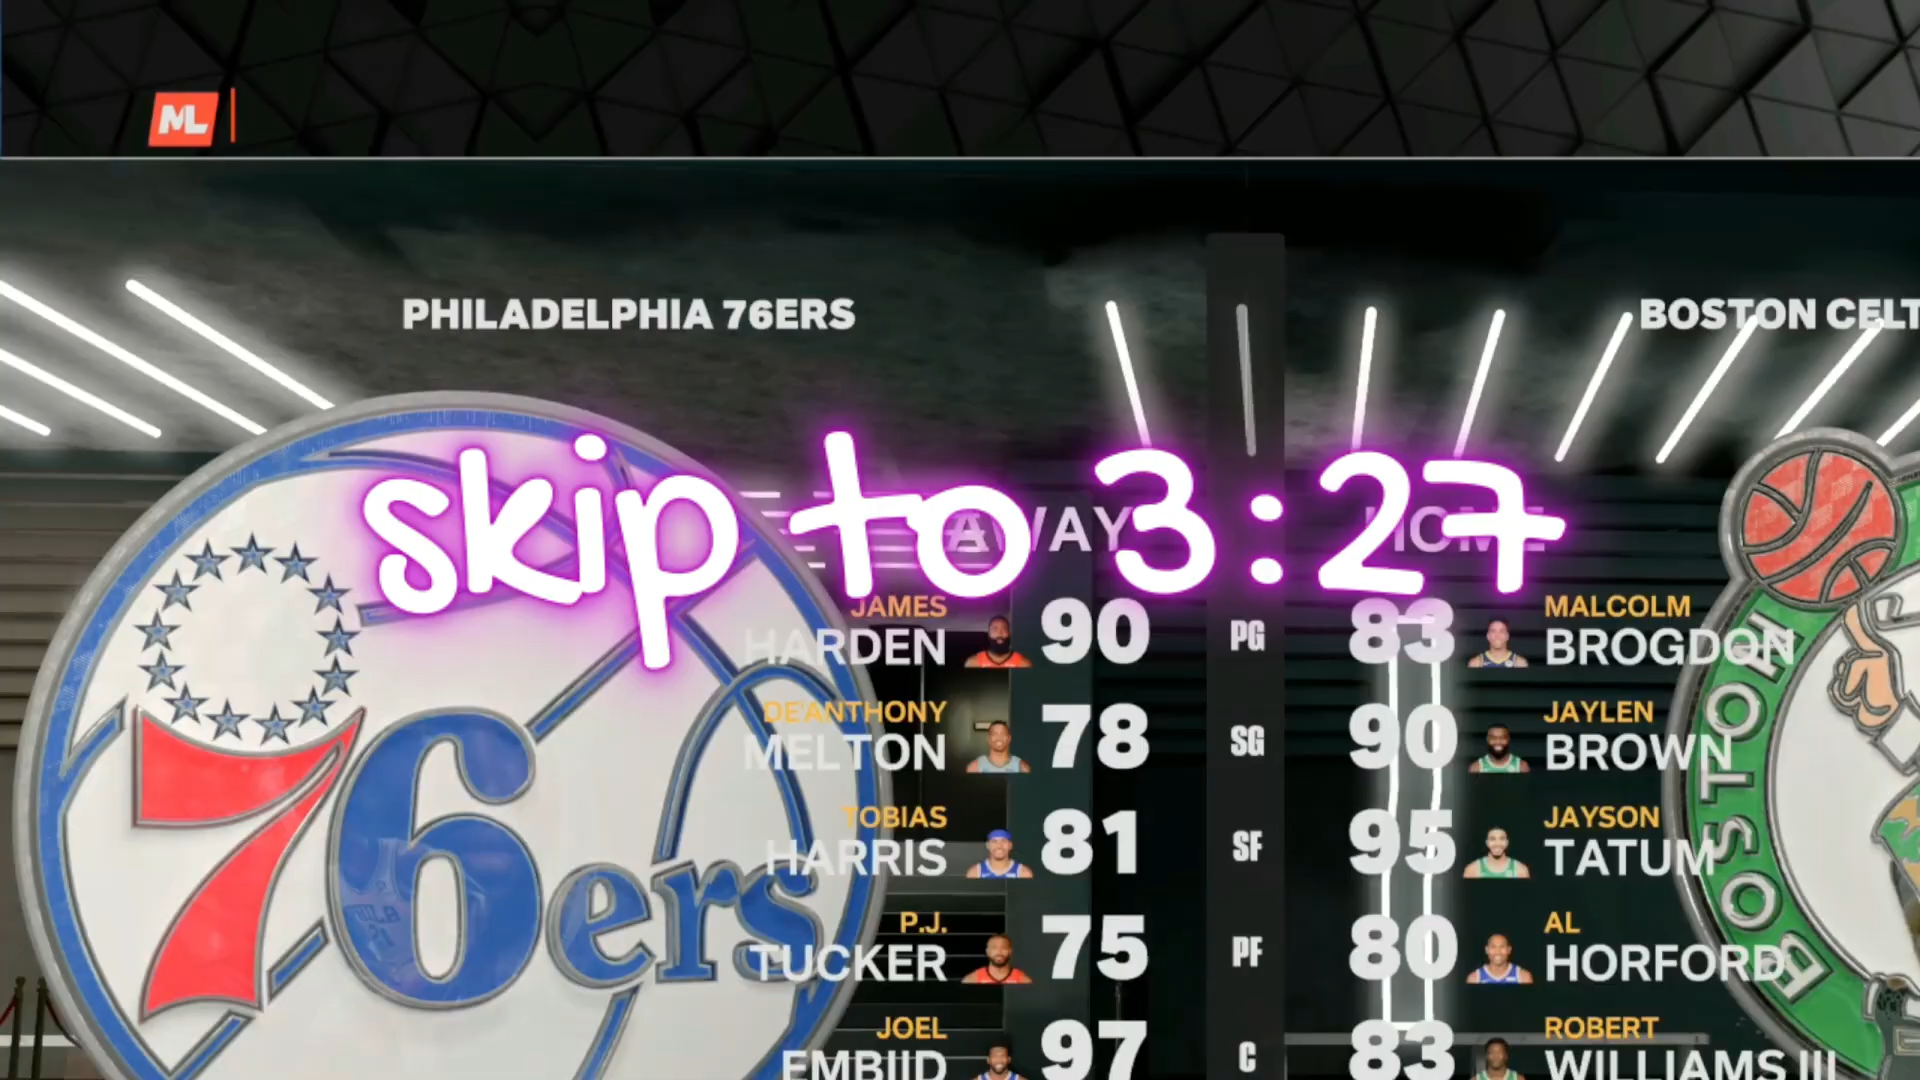 ML
PHILADELPHIA 76ERS
BOSTON CELT
skip to 3:27
AWAY
HOME
JAMES
HARDEN 90 PG 83 MALCOLM
BROGDON
DE'ANTHONY
MELTON 78 SG 90 JAYLEN
BROWN
TOBIAS
HARRIS 81 SF 95 JAYSON
TATUM
P.J.
TUCKER 75 PF 80 AL
HORFORD
JOEL
EMBIID 97 C 83 ROBERT
WILLIAMS III
76ers
BOSTON